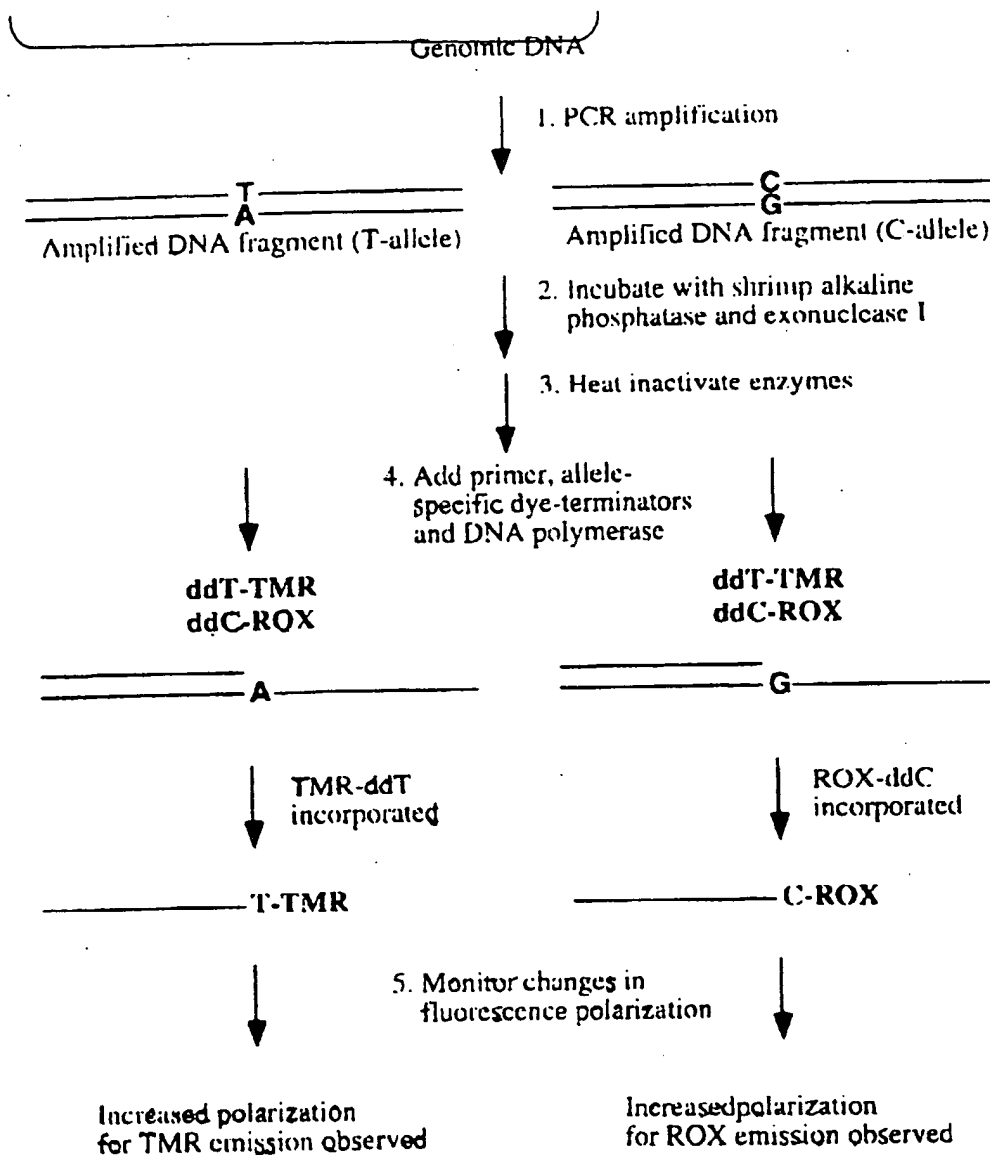 Genomic DNA
1. PCR amplification
T
A
Amplified DNA fragment (T-allele)
C
G
Amplified DNA fragment (C-allele)
2. Incubate with shrimp alkaline
phosphatase and exonuclease I
3. Heat inactivate enzymes
4. Add primer, allele-
specific dye-terminators
and DNA polymerase
ddT-TMR
ddC-ROX
ddT-TMR
ddC-ROX
A
G
TMR-ddT
incorporated
ROX-ddC
incorporated
T-TMR
C-ROX
5. Monitor changes in
fluorescence polarization
Increased polarization
for TMR emission observed
Increasedpolarization
for ROX emission observed